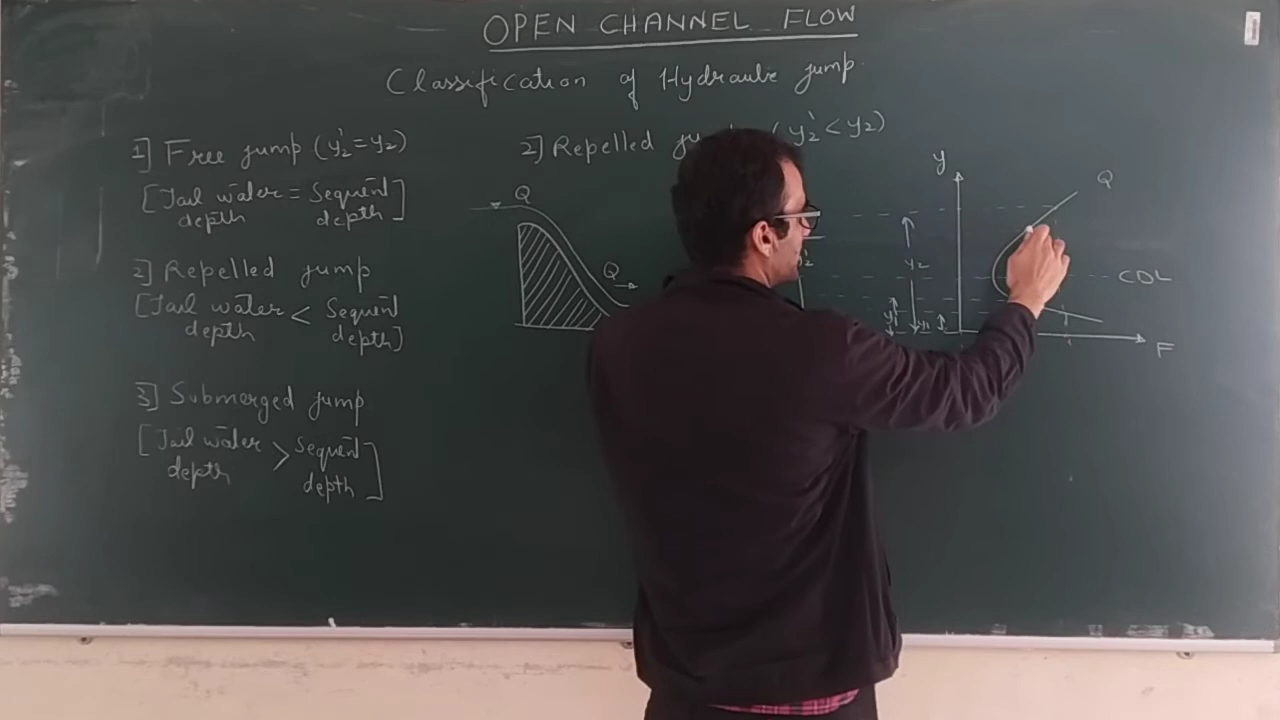 OPEN CHANNEL FLOW
Classification of Hydraulic jump
1] Free jump (y₂' = y₂)
[Tail water = Sequent
depth depth]
2] Repelled jump
[Tail water < Sequent
depth depth]
3] Submerged jump
[Tail water > Sequent
depth depth]
2] Repelled (y₂' < y₂)
Q
Q
y
Q
y₂
CDL
y₁
F